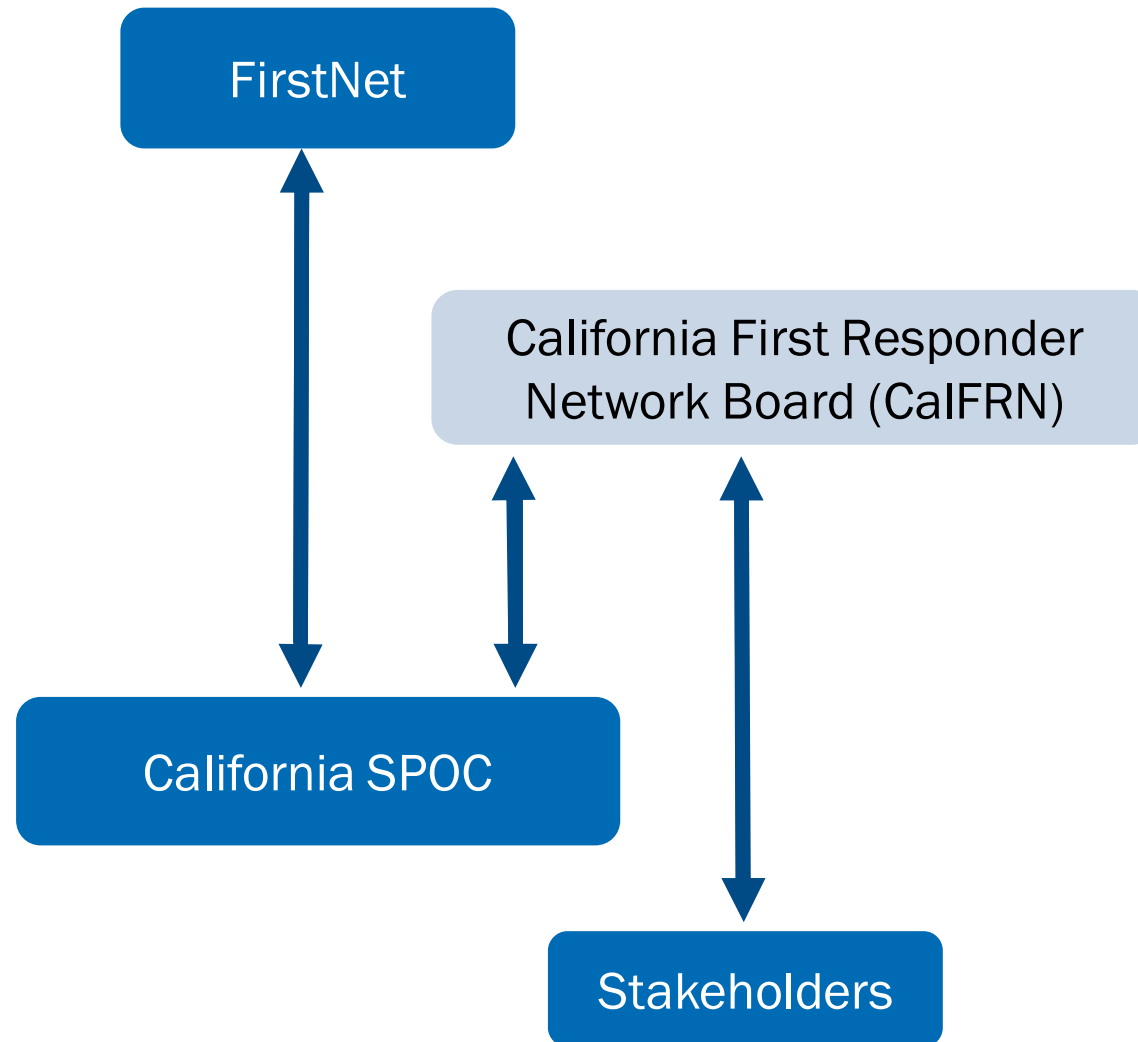 FirstNet
California First Responder
Network Board (CalFRN)
California SPOC
Stakeholders